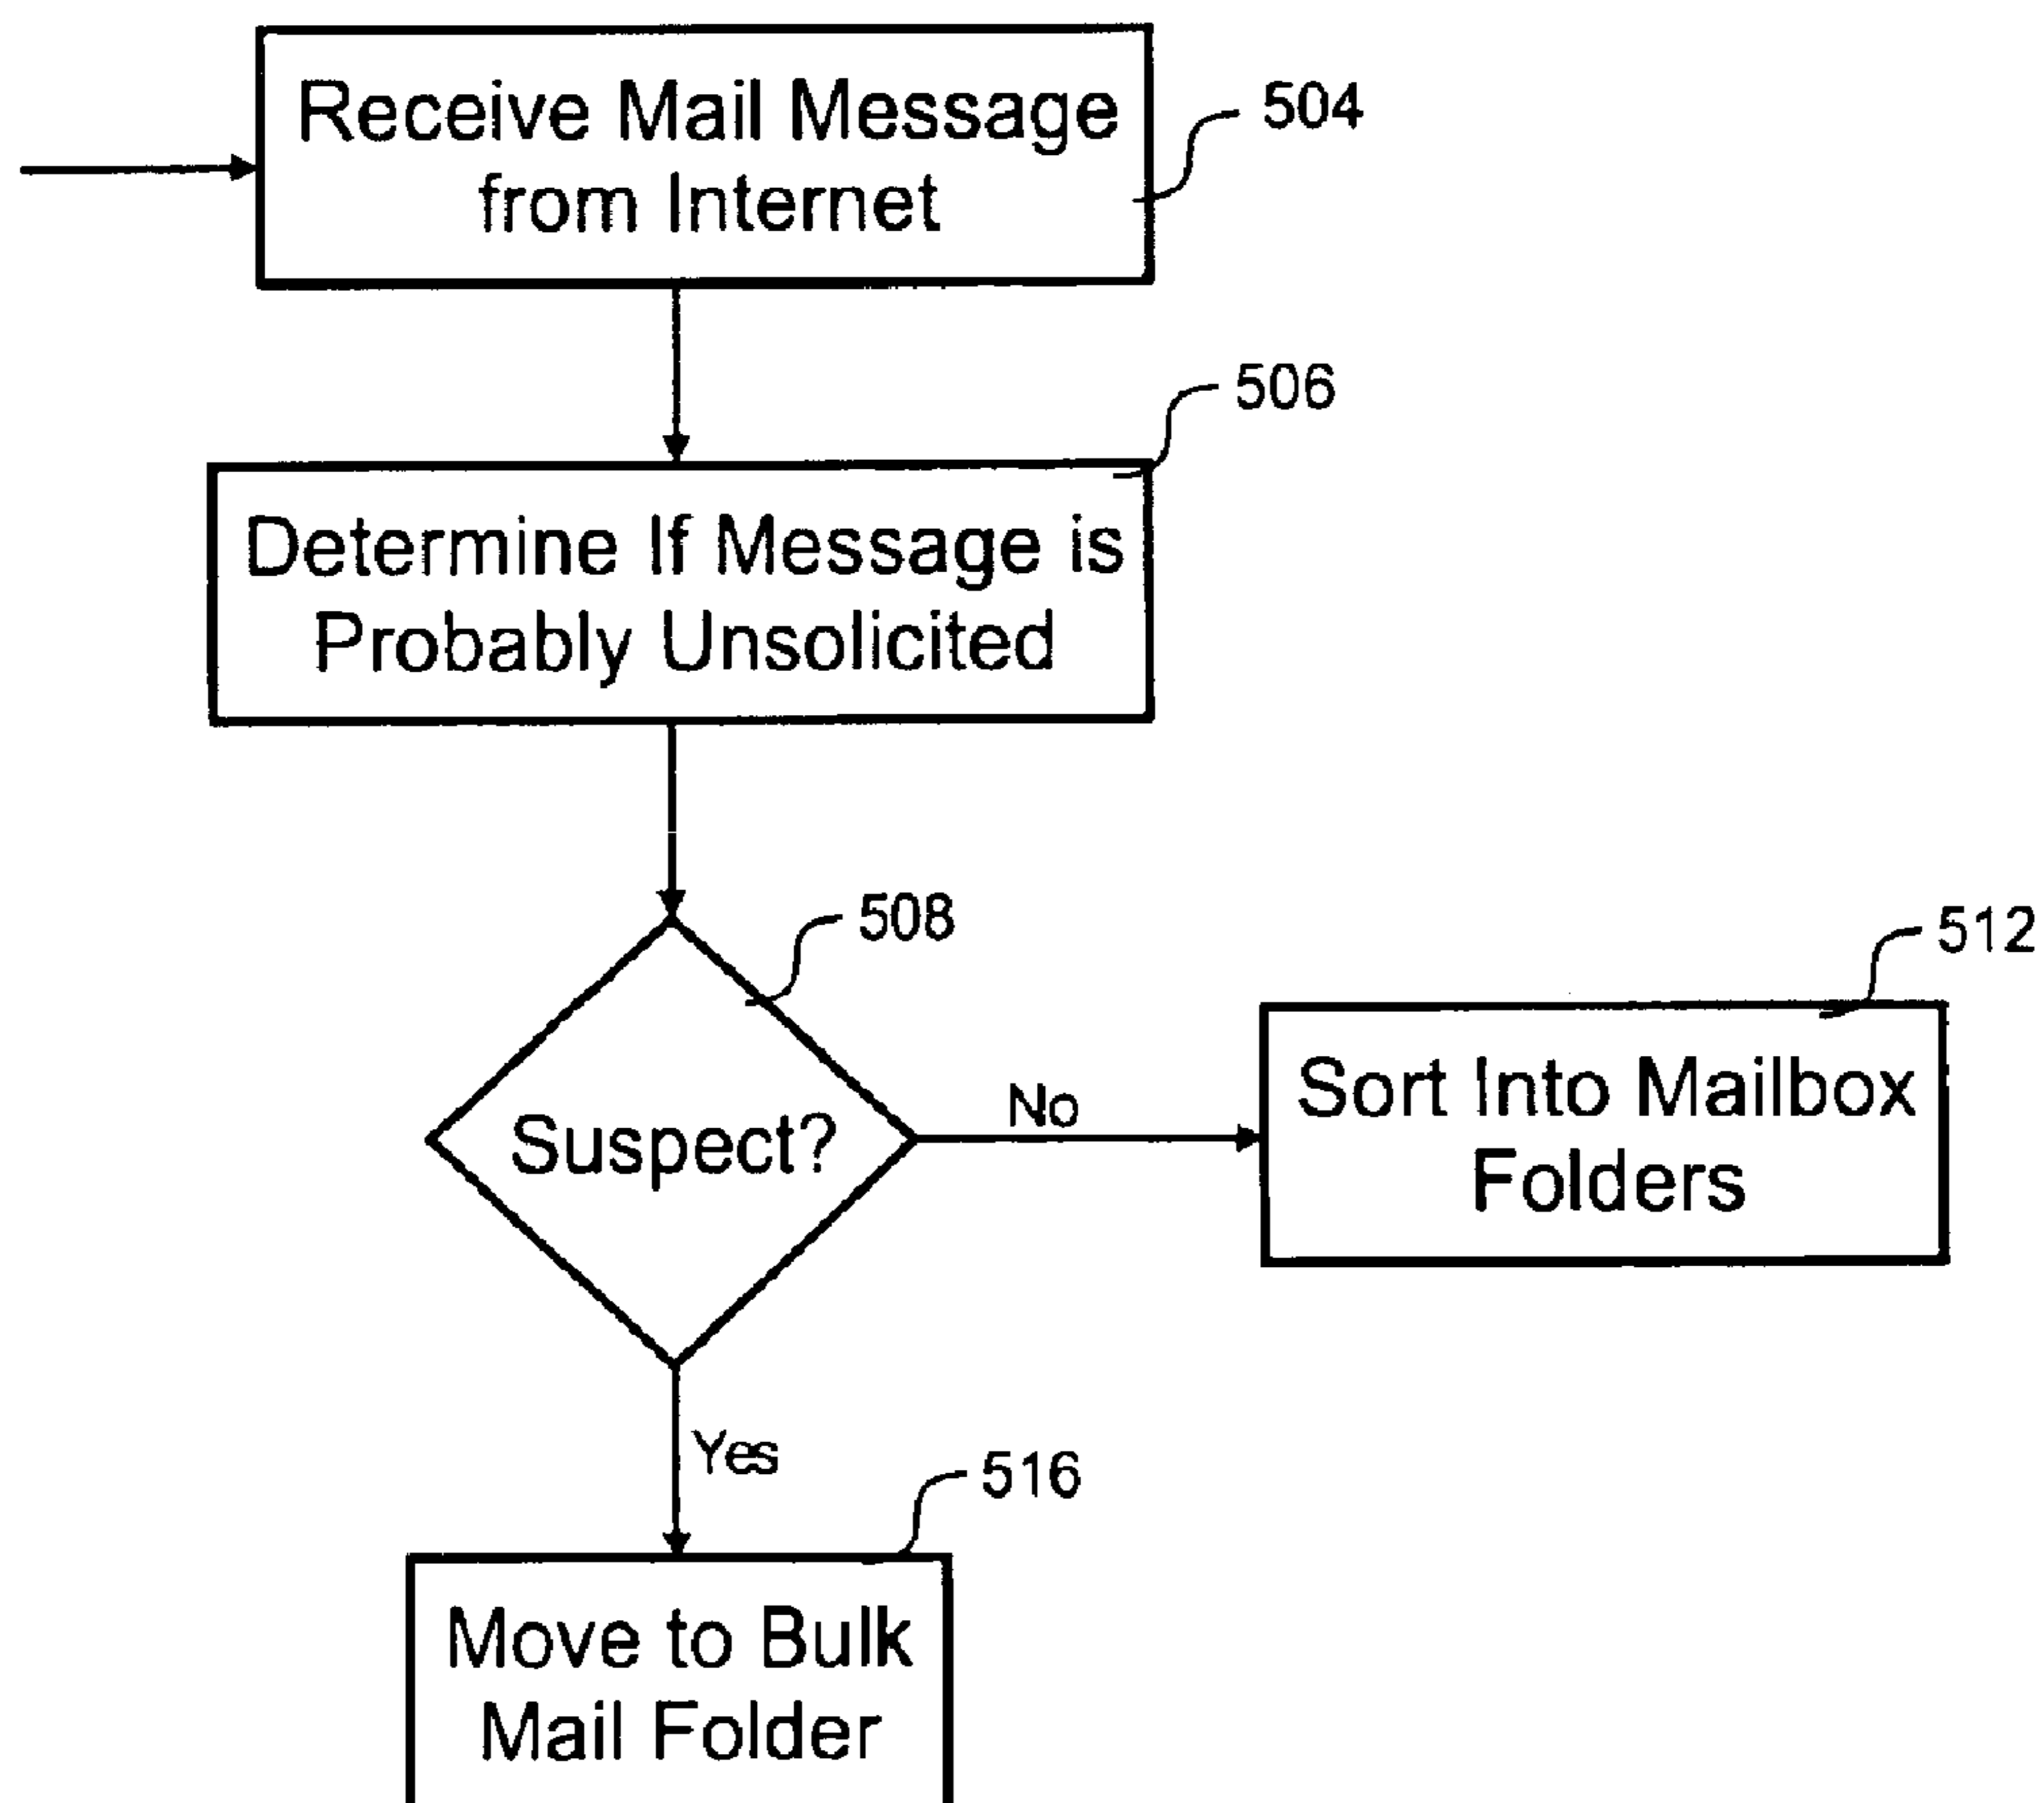 Receive Mail Message
from Internet
504
506
Determine If Message is
Probably Unsolicited
508
512
Suspect?
No
Sort Into Mailbox
Folders
Yes
516
Move to Bulk
Mail Folder